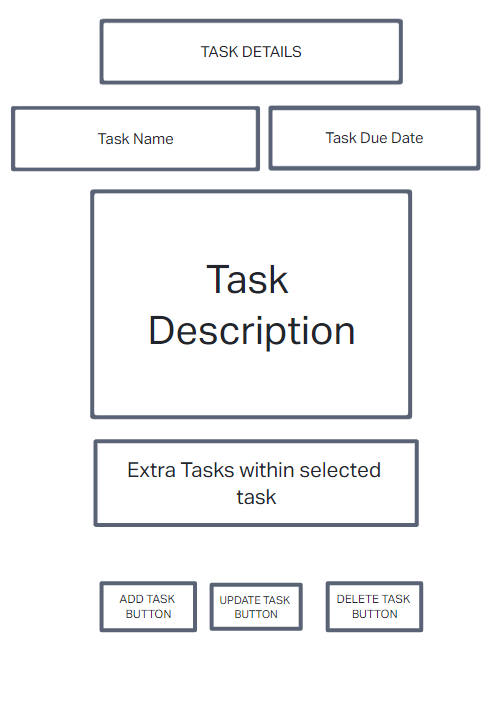 TASK DETAILS
Task Name
Task Due Date
Task
Description
Extra Tasks within selected
task
ADD TASK
BUTTON
UPDATE TASK
BUTTON
DELETE TASK
BUTTON